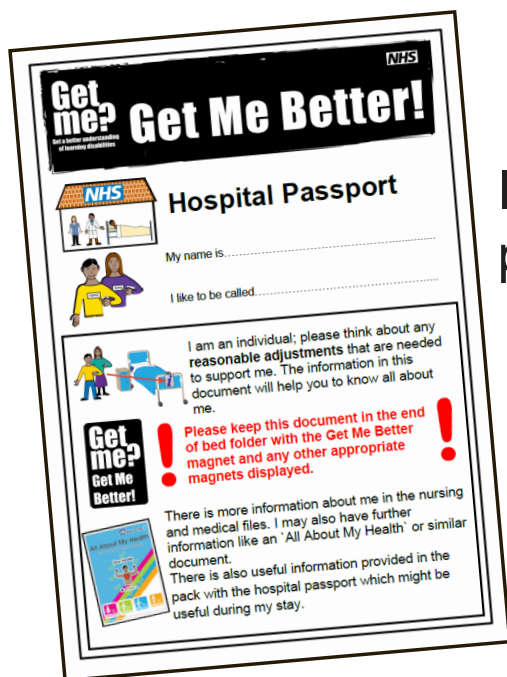 NHS
Get
me?
Get a better understanding
of learning disabilities
Get Me Better!
NHS
Hospital Passport
My name is
I like to be called
I am an individual; please think about any
reasonable adjustments that are needed
to support me. The information in this
document will help you to know all about
me.
Get
me?
Get Me
Better!
! Please keep this document in the end !
of bed folder with the Get Me Better
magnet and any other appropriate
magnets displayed.
There is more information about me in the nursing
and medical files. I may also have further
information like an `All About My Health` or similar
document.
There is also useful information provided in the
pack with the hospital passport which might be
useful during my stay.
All About My Health